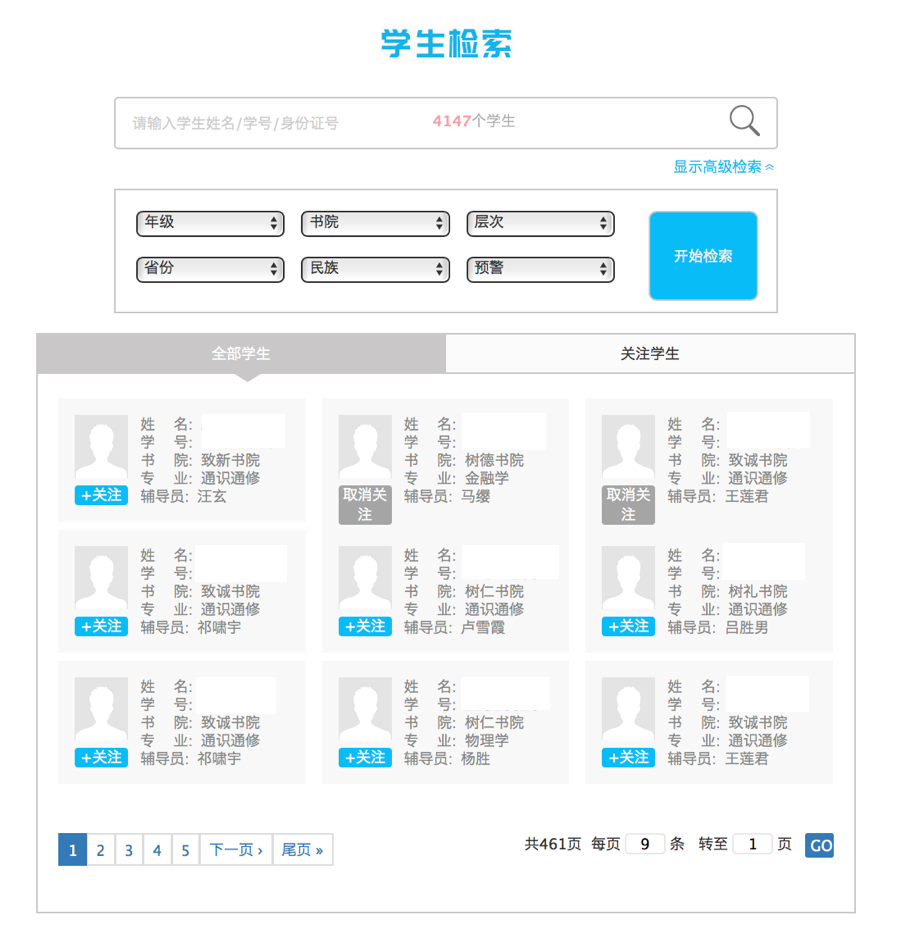 学生检索
请输入学生姓名/学号/身份证号 4147个学生
显示高级检索
年级 书院 层次
开始检索
省份 民族 预警
全部学生 关注学生
姓 名:
学 号:
书 院: 致新书院
专 业: 通识通修
+关注 辅导员: 汪玄
姓 名:
学 号:
书 院: 树德书院
专 业: 金融学
取消关注 辅导员: 马缨
姓 名:
学 号:
书 院: 致诚书院
专 业: 通识通修
取消关注 辅导员: 王莲君
姓 名:
学 号:
书 院: 致诚书院
专 业: 通识通修
+关注 辅导员: 祁啸宇
姓 名:
学 号:
书 院: 树仁书院
专 业: 通识通修
+关注 辅导员: 卢雪霞
姓 名:
学 号:
书 院: 树礼书院
专 业: 通识通修
+关注 辅导员: 吕胜男
姓 名:
学 号:
书 院: 致诚书院
专 业: 通识通修
+关注 辅导员: 祁啸宇
姓 名:
学 号:
书 院: 树仁书院
专 业: 物理学
+关注 辅导员: 杨胜
姓 名:
学 号:
书 院: 致诚书院
专 业: 通识通修
+关注 辅导员: 王莲君
1 2 3 4 5 下一页 › 尾页 » 共461页 每页 9 条 转至 1 页 GO